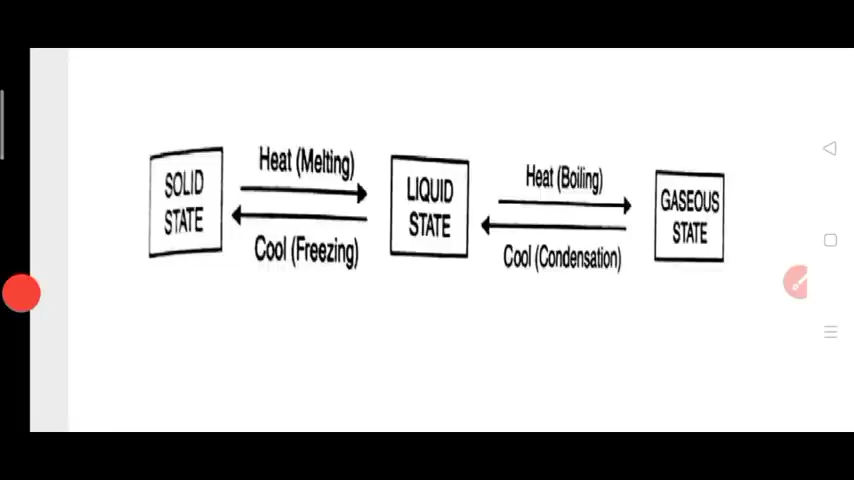 SOLID
STATE
Heat (Melting)
Cool (Freezing)
LIQUID
STATE
Heat (Boiling)
Cool (Condensation)
GASEOUS
STATE